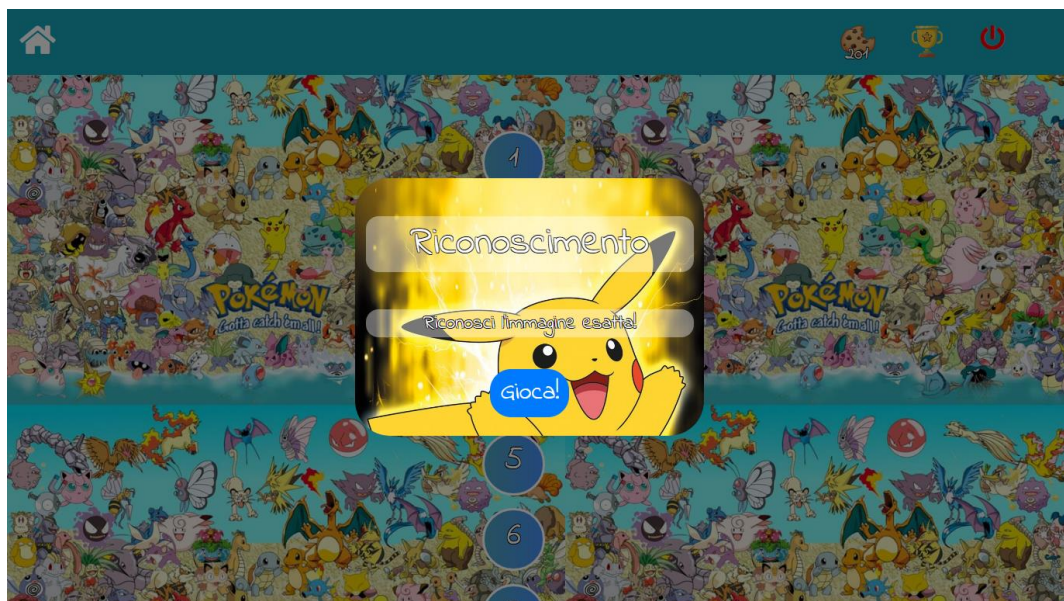 201
1
Riconoscimento
POKéMON POKéMON
Gotta catch 'em all! Gotta catch 'em all!
Riconosci l'immagine esatta!
Gioca!
5
6